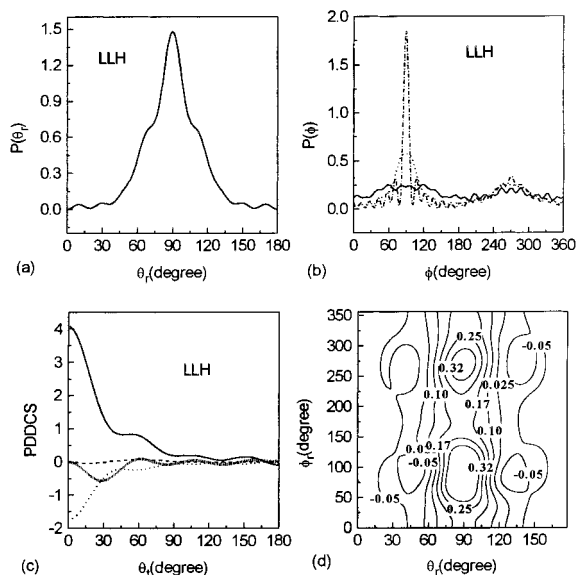 LLH
P(θr)
1.5
1.2
0.9
0.6
0.3
0.0
0 30 60 90 120 150 180
(a)
θr(degree)
LLH
P(ϕ)
2.0
1.5
1.0
0.5
0.0
0 120 240 360
(b)
ϕ(degree)
LLH
PDDCS
4
3
2
1
0
-1
-2
0 30 60 90 120 150 180
(c)
θt(degree)
ϕr(degree)
350
300
250
200
150
100
50
0
0.25
-0.05
0.32
0.025
0.10
0.17
0.10
0.17
-0.05
0.32
-0.05
-0.05
0.25
0 30 60 90 120 150
(d)
θr(degree)